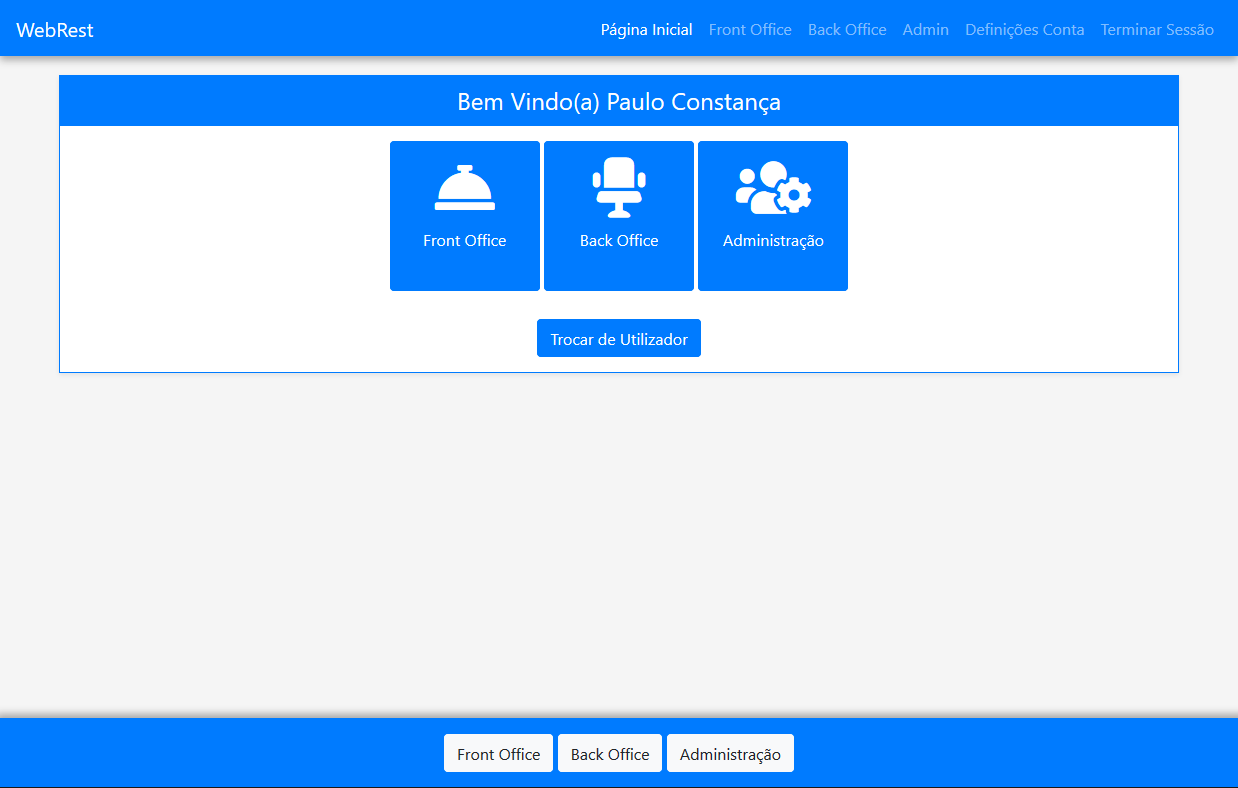 WebRest Página Inicial Front Office Back Office Admin Definições Conta Terminar Sessão
Bem Vindo(a) Paulo Constança
Front Office Back Office Administração
Trocar de Utilizador
Front Office Back Office Administração